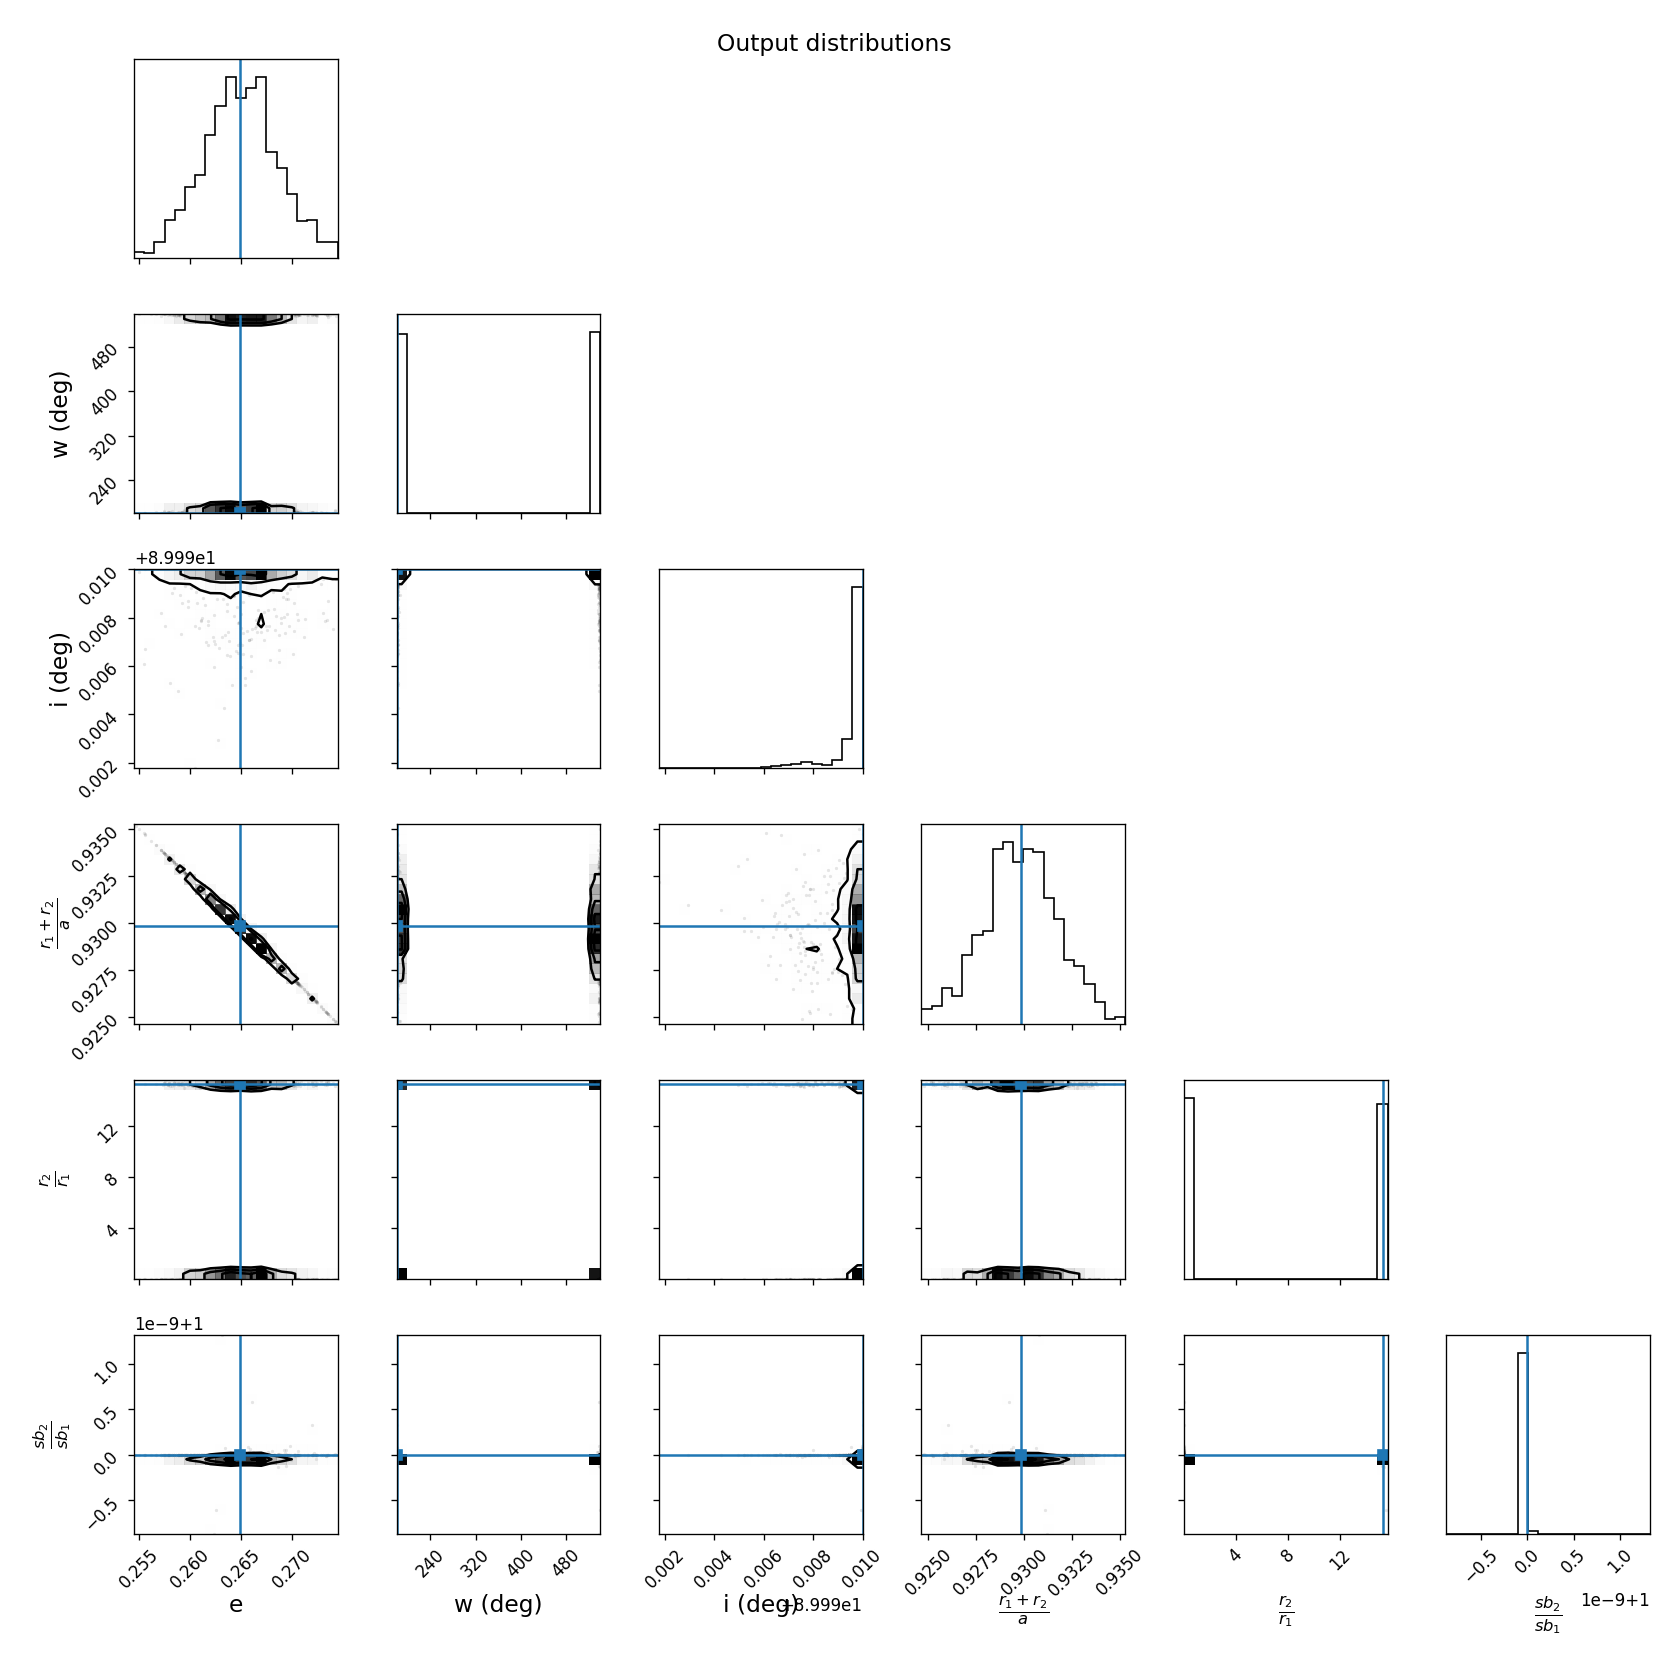 Output distributions
480
400
320
240
w (deg)
+8.999e1
0.010
0.008
0.006
0.004
0.002
i (deg)
0.9350
0.9325
0.9300
0.9275
0.9250
r₁ + r₂
a
12
8
4
r₂
r₁
1e−9+1
1.0
0.5
0.0
−0.5
sb₂
sb₁
0.255 0.260 0.265 0.270
e
240 320 400 480
w (deg)
0.002 0.004 0.006 0.008 0.010
i (deg)
+8.999e1
0.9250 0.9275 0.9300 0.9325 0.9350
r₁ + r₂
a
4 8 12
r₂
r₁
−0.5 0.0 0.5 1.0
1e−9+1
sb₂
sb₁